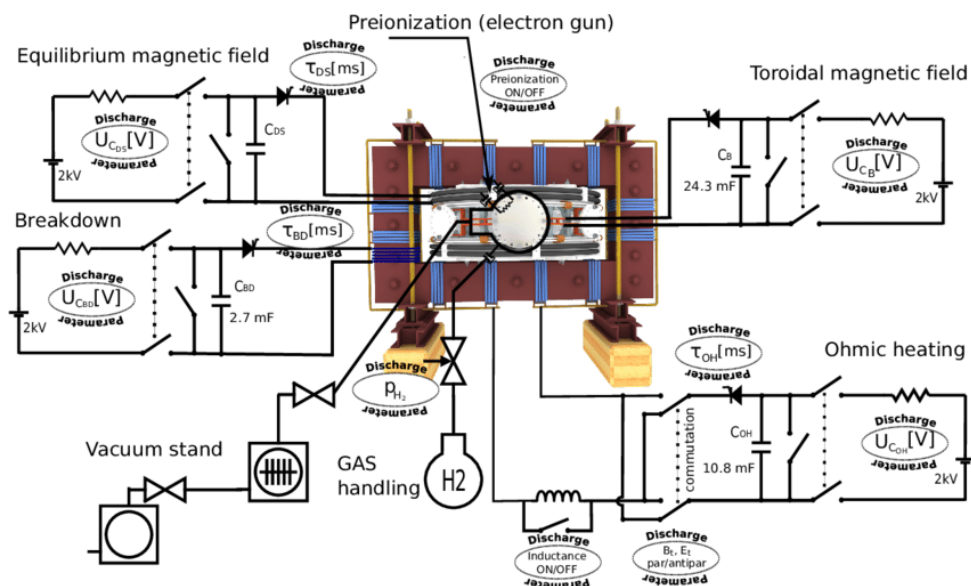 Preionization (electron gun)
Equilibrium magnetic field
Discharge
τDS[ms]
Parameter
Discharge
Preionization
ON/OFF
Parameter
Toroidal magnetic field
Discharge
UCDS[V]
Parameter
CDS
2kV
CB
24.3 mF
Discharge
UCB[V]
Parameter
2kV
Breakdown
Discharge
τBD[ms]
Parameter
Discharge
UCBD[V]
Parameter
CBD
2.7 mF
2kV
Discharge
pH2
Parameter
Discharge
τOH[ms]
Parameter
Ohmic heating
Vacuum stand
GAS
handling
H2
commutation
COH
10.8 mF
Discharge
UCOH[V]
Parameter
2kV
Discharge
Inductance
ON/OFF
Parameter
Discharge
Bt, Et
par/antipar
Parameter